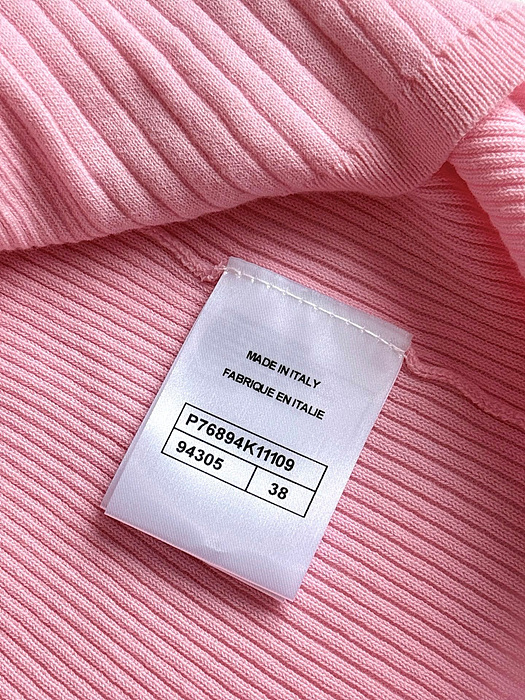 MADE IN ITALY
FABRIQUE EN ITALIE
P76894K11109
94305 38